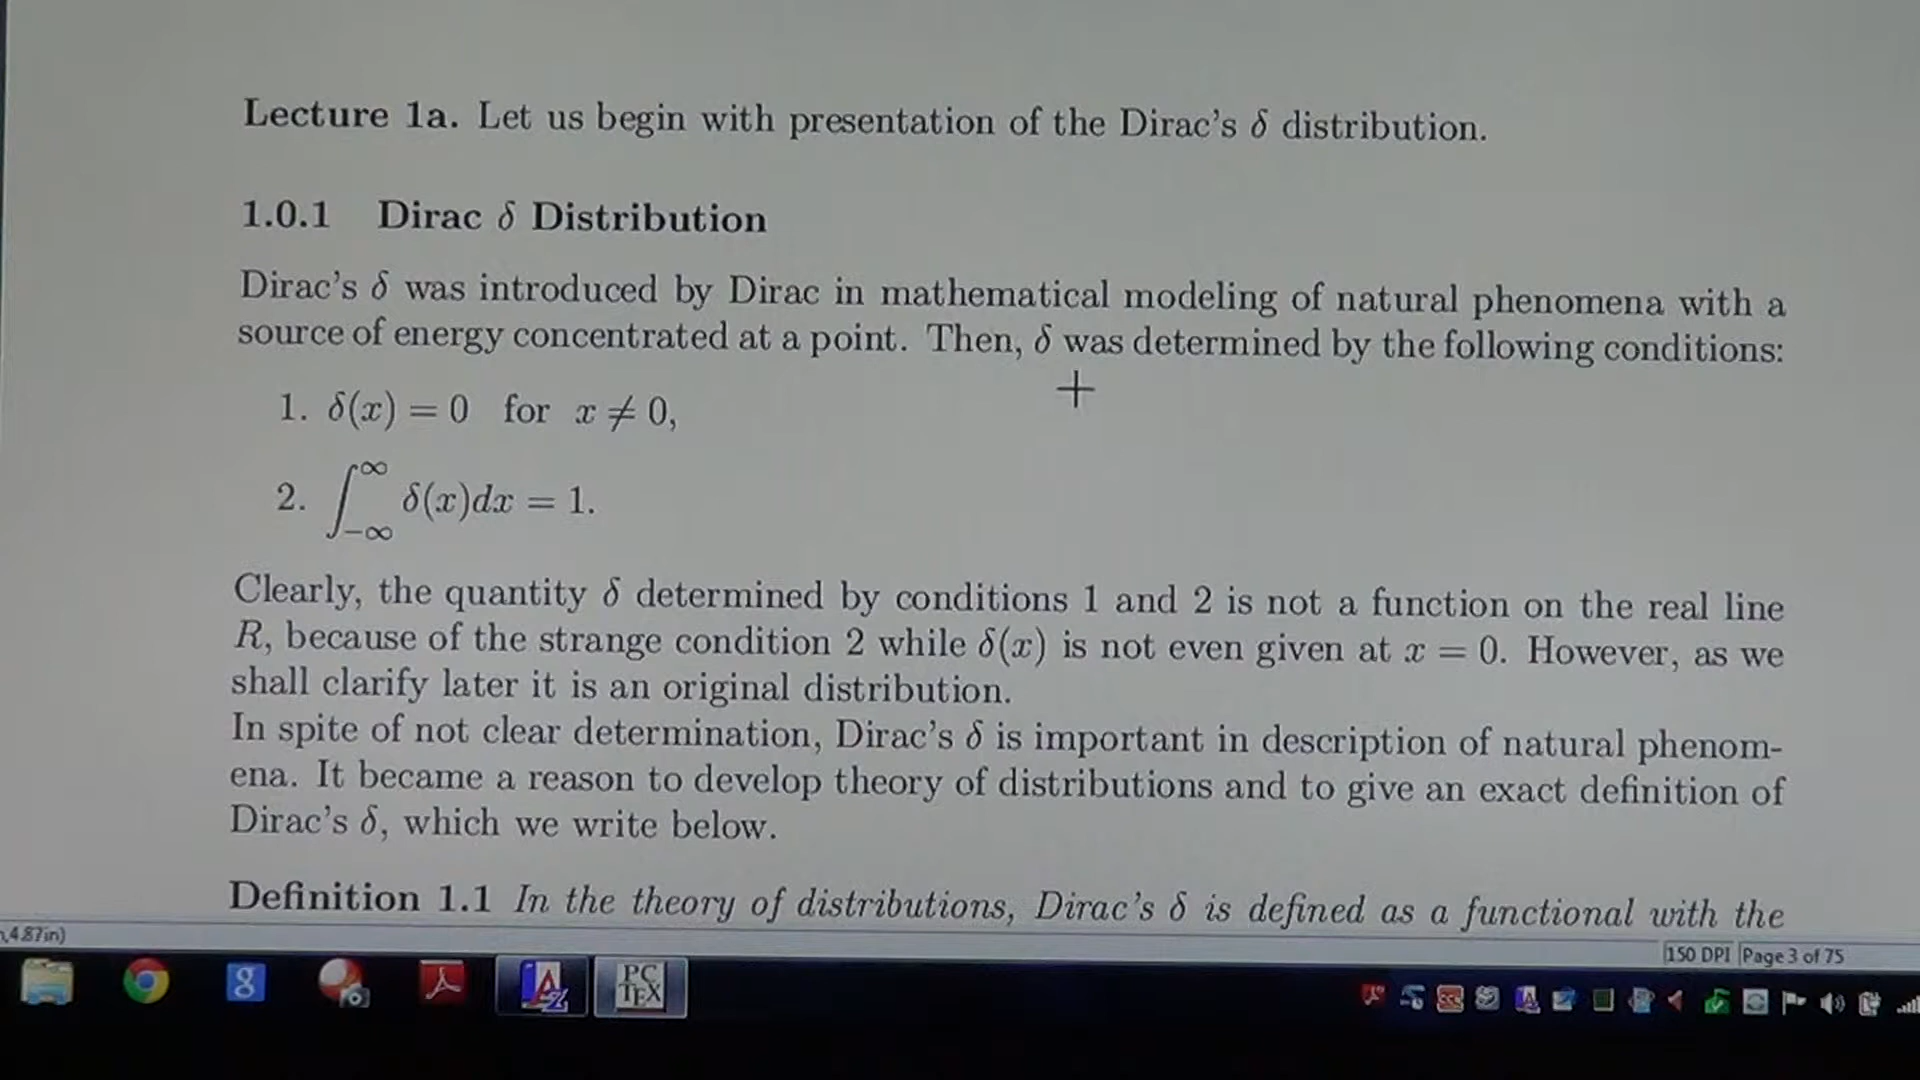 Lecture 1a. Let us begin with presentation of the Dirac's δ distribution.
1.0.1 Dirac δ Distribution
Dirac's δ was introduced by Dirac in mathematical modeling of natural phenomena with a
source of energy concentrated at a point. Then, δ was determined by the following conditions:
1. δ(x) = 0 for x ≠ 0,
2. ∫_{-∞}^{∞} δ(x)dx = 1.
Clearly, the quantity δ determined by conditions 1 and 2 is not a function on the real line
R, because of the strange condition 2 while δ(x) is not even given at x = 0. However, as we
shall clarify later it is an original distribution.
In spite of not clear determination, Dirac's δ is important in description of natural phenom-
ena. It became a reason to develop theory of distributions and to give an exact definition of
Dirac's δ, which we write below.
Definition 1.1 In the theory of distributions, Dirac's δ is defined as a functional with the
4.87in)
150 DPI Page 3 of 75
g
PC
TEX